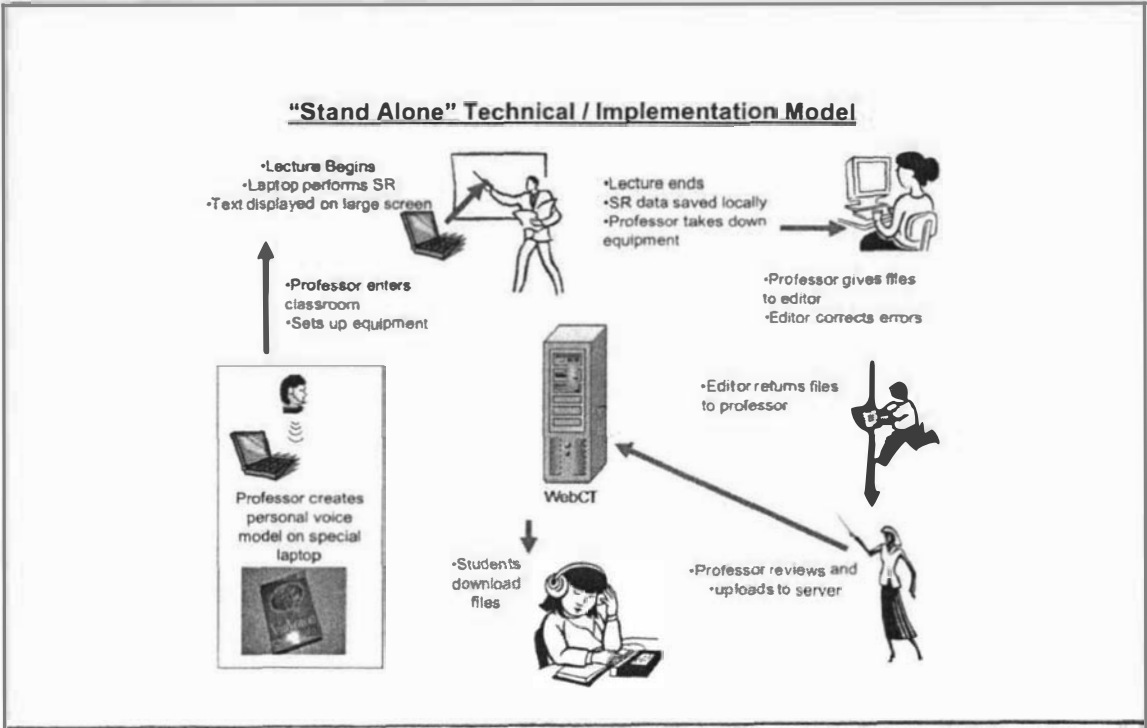 “Stand Alone” Technical / Implementation Model
•Lecture Begins
•Laptop performs SR
•Text displayed on large screen
•Lecture ends
•SR data saved locally
•Professor takes down
equipment
•Professor gives files
to editor
•Editor corrects errors
•Professor enters
classroom
•Sets up equipment
•Editor returns files
to professor
Professor creates
personal voice
model on special
laptop
WebCT
•Students
download
files
•Professor reviews and
•uploads to server